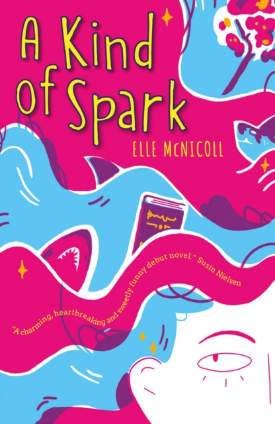 A Kind
of Spark
ELLE McNICOLL
"A charming, heartbreaking and sweetly funny debut novel." Susin Nielsen